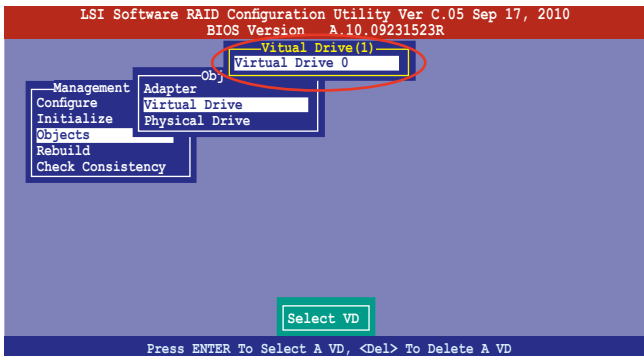 LSI Software RAID Configuration Utility Ver C.05 Sep 17, 2010
BIOS Version A.10.09231523R
Vitual Drive(1)
Virtual Drive 0
Obj
Adapter
Virtual Drive
Physical Drive
Management
Configure
Initialize
Objects
Rebuild
Check Consistency
Select VD
Press ENTER To Select A VD, <Del> To Delete A VD